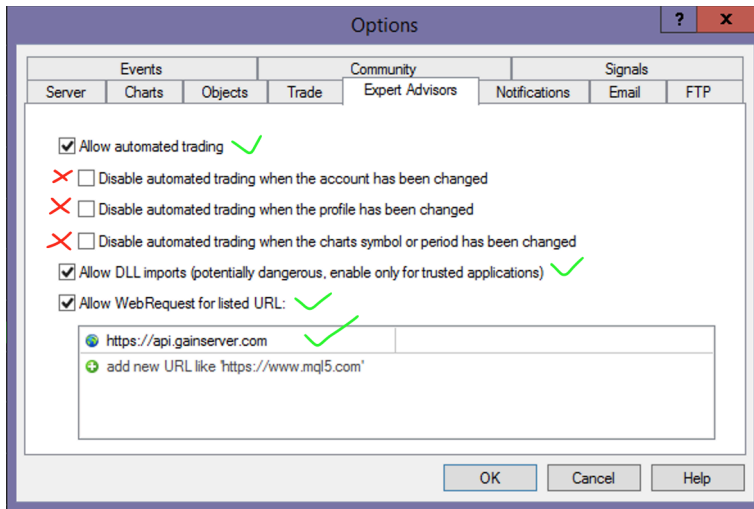 Options
? x
Events Community Signals
Server Charts Objects Trade Expert Advisors Notifications Email FTP
Allow automated trading
Disable automated trading when the account has been changed
Disable automated trading when the profile has been changed
Disable automated trading when the charts symbol or period has been changed
Allow DLL imports (potentially dangerous, enable only for trusted applications)
Allow WebRequest for listed URL:
https://api.gainserver.com
add new URL like 'https://www.mql5.com'
OK Cancel Help